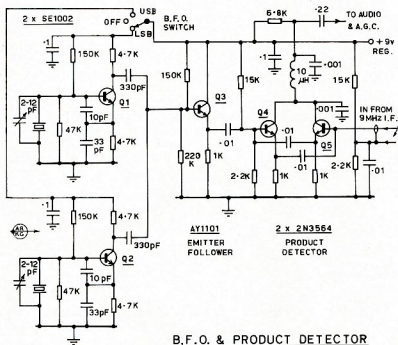 2 x SE1002
USB
OFF
LSB
B.F.O.
SWITCH
6·8K
·22
TO AUDIO
& A.G.C.
+9v
REG.
·1
150K
4·7K
330pF
Q1
2-12
pF
10pF
47K
33
pF
4·7K
150K
Q3
·01
220
K
1K
15K
·1
10
μH
·001
·001
15K
IN FROM
9MHz I.F.
Q4
·01
Q5
·01
2·2K
1K
1K
2·2K
·01
·1
150K
4·7K
330pF
AR
KG
2-12
pF
Q2
10pF
47K
33pF
4·7K
AY1101
EMITTER
FOLLOWER
2 x 2N3564
PRODUCT
DETECTOR
B.F.O. & PRODUCT DETECTOR